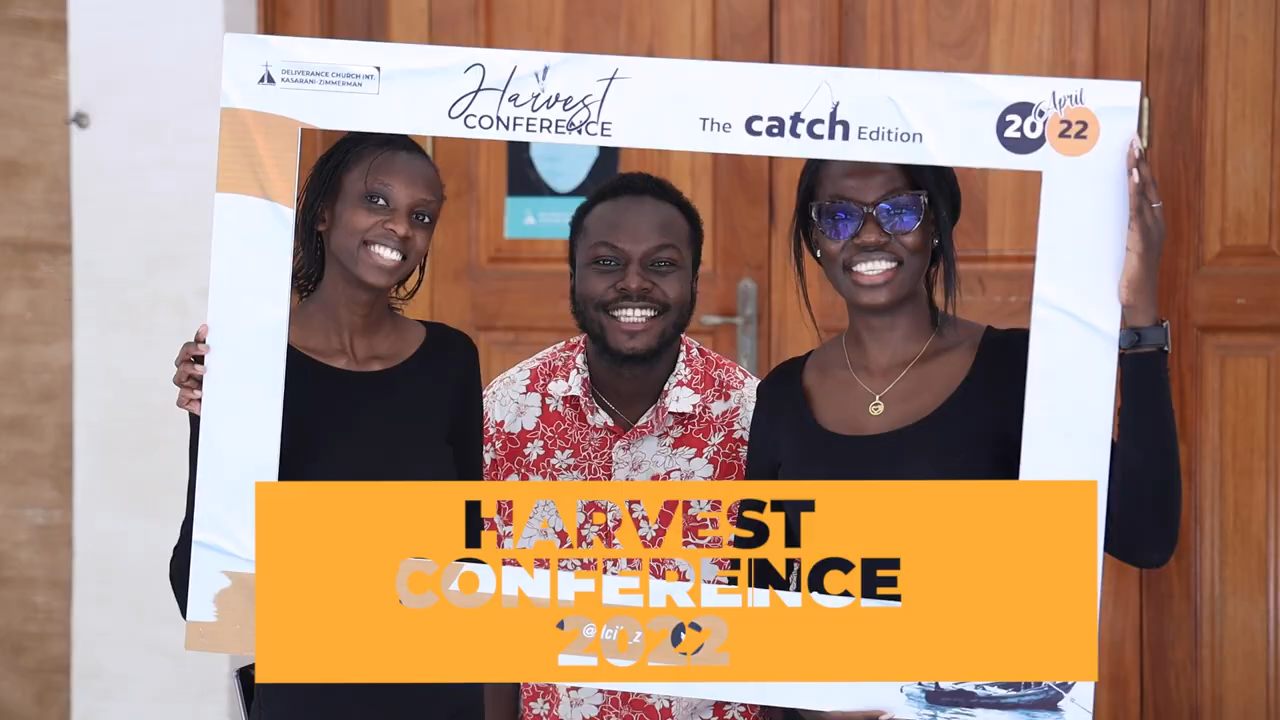 DELIVERANCE CHURCH INT.
KASARANI-ZIMMERMAN
Harvest
CONFERENCE
The catch Edition
April
20 22
HARVEST
CONFERENCE
2022